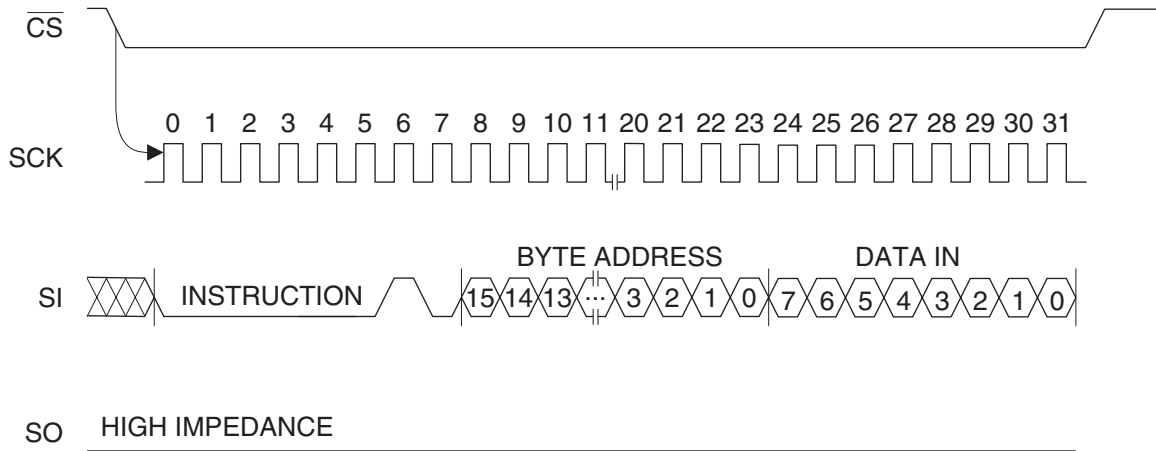 CS
0 1 2 3 4 5 6 7 8 9 10 11 20 21 22 23 24 25 26 27 28 29 30 31
SCK
BYTE ADDRESS DATA IN
SI INSTRUCTION 15 14 13 ... 3 2 1 0 7 6 5 4 3 2 1 0
SO HIGH IMPEDANCE